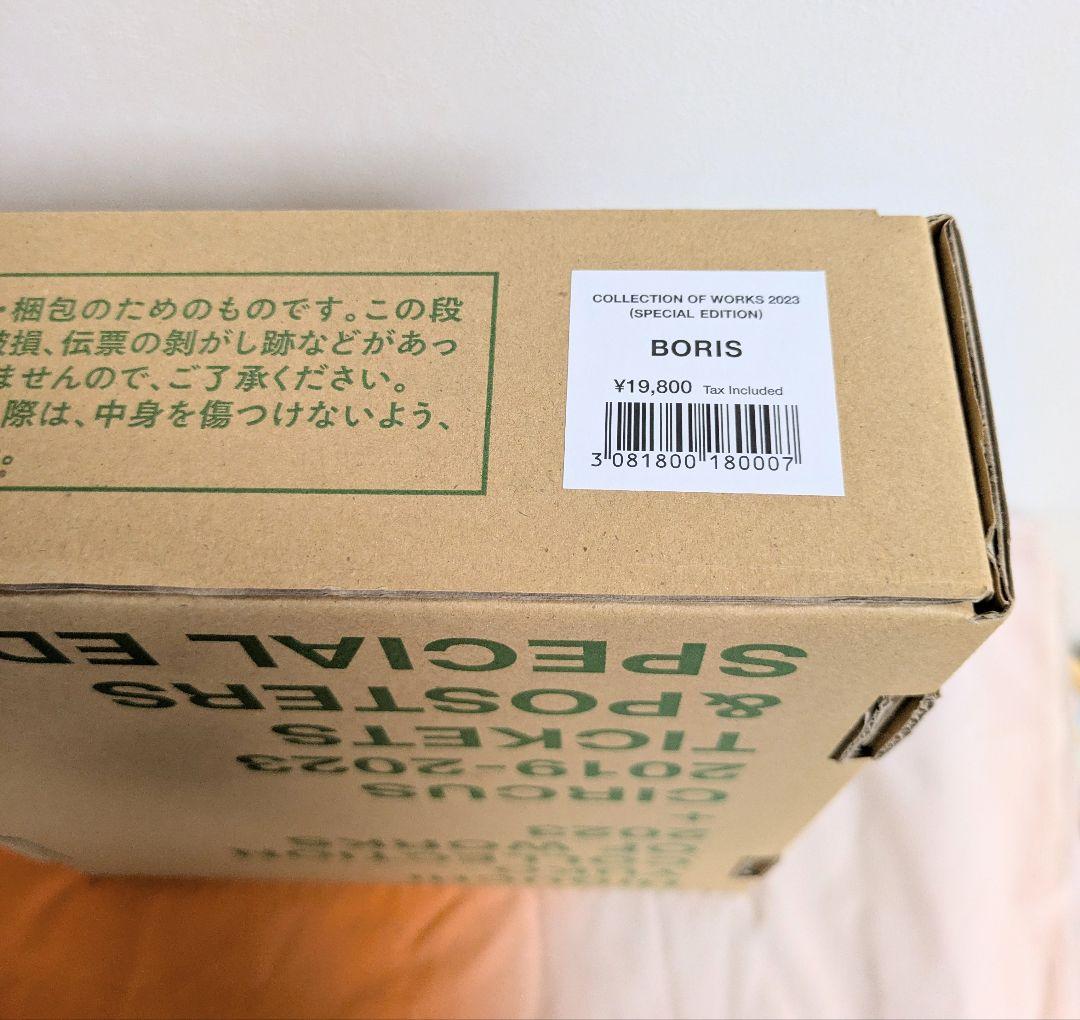 ・梱包のためのものです。この段
破損、伝票の剝がし跡などがあっ
ませんので、ご了承ください。
際は、中身を傷つけないよう、
。
COLLECTION OF WORKS 2023
(SPECIAL EDITION)
BORIS
¥19,800 Tax Included
3 081800 180007
SPECIAL ED
& POSTERS
TICKETS
2019-2023
CIRCUS
+
2023